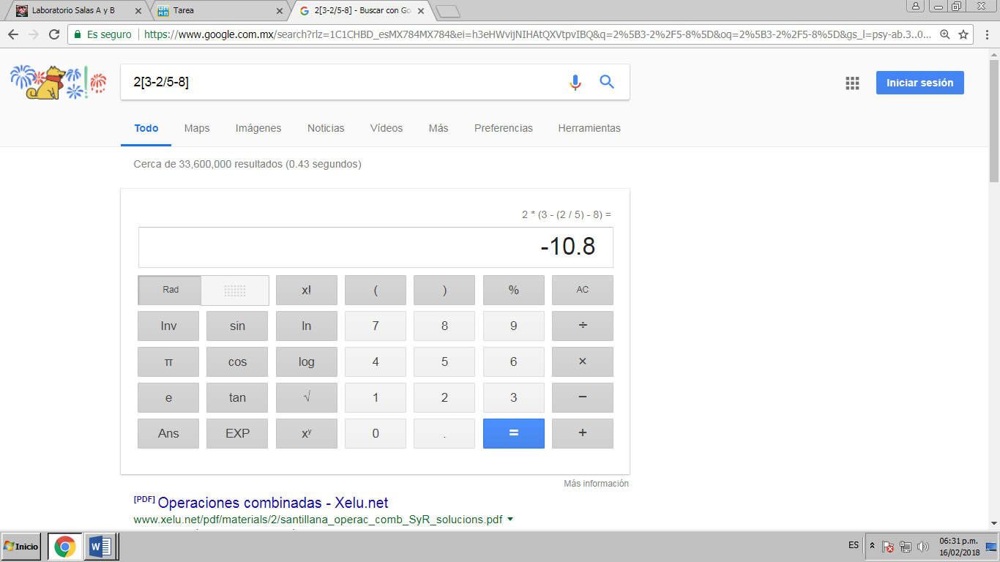 Laboratorio Salas A y B
Tarea
2[3-2/5-8] - Buscar con Go
Es seguro
https://www.google.com.mx/search?rlz=1C1CHBD_esMX784MX784&ei=h3eHWvijNIHAtQXVtpvIBQ&q=2%5B3-2%2F5-8%5D&oq=2%5B3-2%2F5-8%5D&gs_l=psy-ab.3..0...
2[3-2/5-8]
Iniciar sesión
Todo Maps Imágenes Noticias Vídeos Más Preferencias Herramientas
Cerca de 33,600,000 resultados (0.43 segundos)
2 * (3 - (2 / 5) - 8) =
-10.8
Rad x! ( ) % AC
Inv sin ln 7 8 9 ÷
π cos log 4 5 6 ×
e tan √ 1 2 3 −
Ans EXP xʸ 0 . = +
Más información
[PDF] Operaciones combinadas - Xelu.net
www.xelu.net/pdf/materials/2/santillana_operac_comb_SyR_solucions.pdf
Inicio
ES
06:31 p.m.
16/02/2018